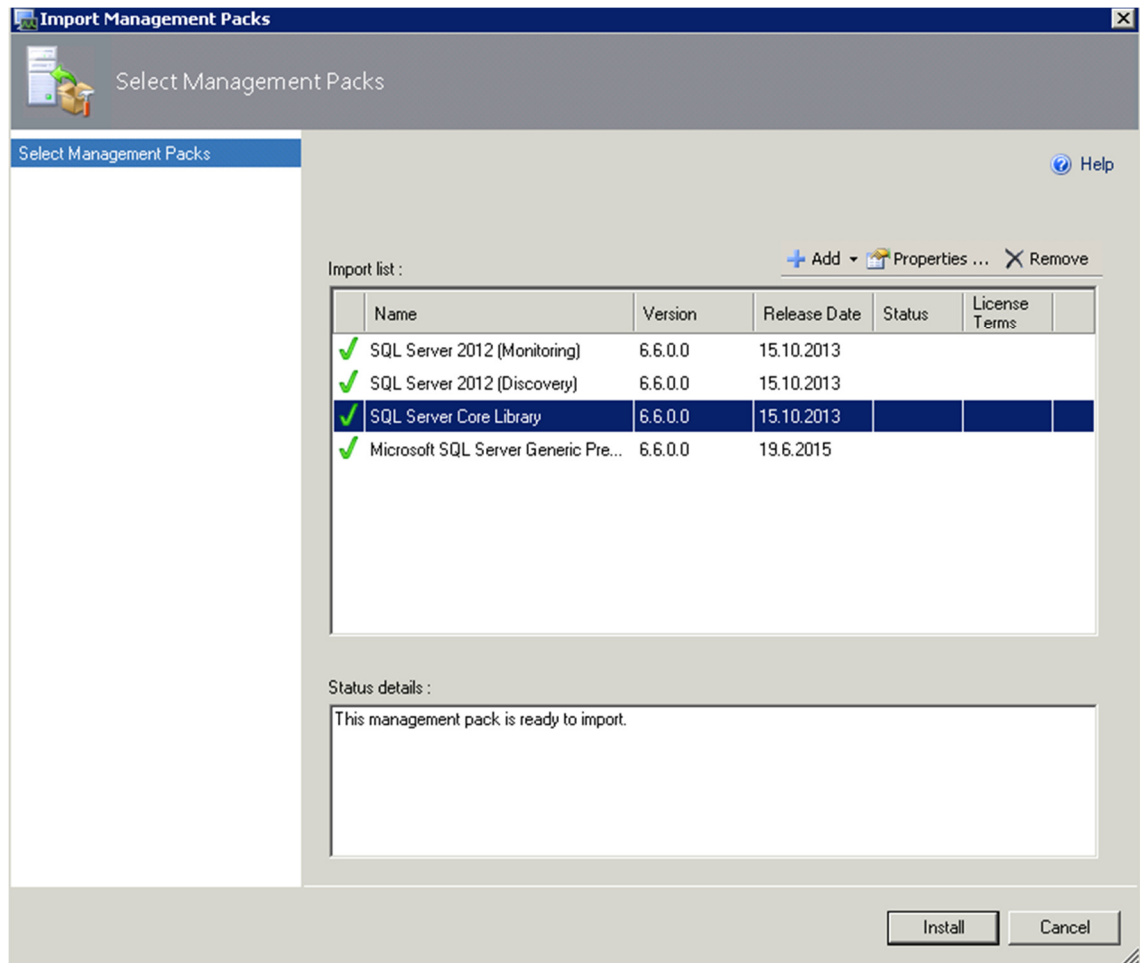 Import Management Packs
Select Management Packs
Select Management Packs
Help
Import list :
Add Properties ... Remove
Name Version Release Date Status License Terms
SQL Server 2012 (Monitoring) 6.6.0.0 15.10.2013
SQL Server 2012 (Discovery) 6.6.0.0 15.10.2013
SQL Server Core Library 6.6.0.0 15.10.2013
Microsoft SQL Server Generic Pre... 6.6.0.0 19.6.2015
Status details :
This management pack is ready to import.
Install Cancel